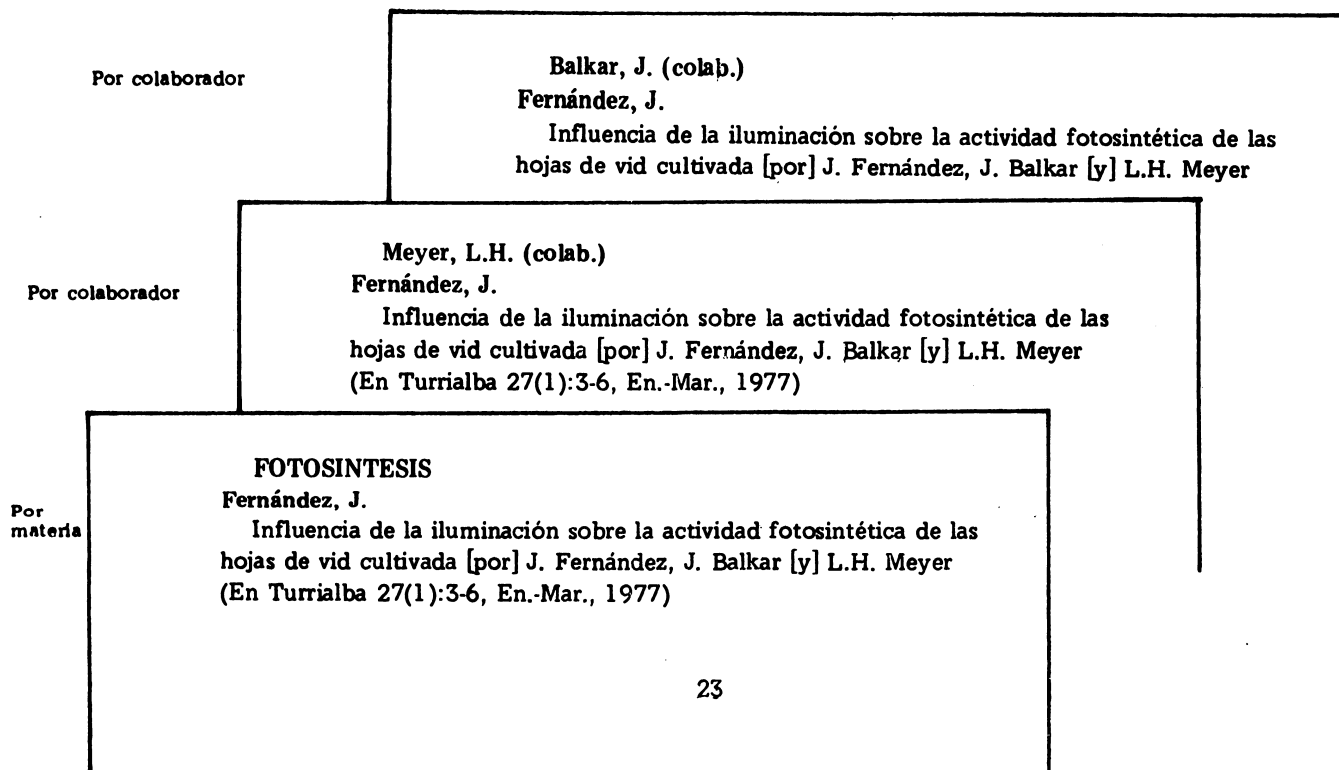 Por colaborador
Balkar, J. (colab.)
Fernández, J.
Influencia de la iluminación sobre la actividad fotosintética de las
hojas de vid cultivada [por] J. Fernández, J. Balkar [y] L.H. Meyer
Por colaborador
Meyer, L.H. (colab.)
Fernández, J.
Influencia de la iluminación sobre la actividad fotosintética de las
hojas de vid cultivada [por] J. Fernández, J. Balkar [y] L.H. Meyer
(En Turrialba 27(1):3-6, En.-Mar., 1977)
Por
materia
FOTOSINTESIS
Fernández, J.
Influencia de la iluminación sobre la actividad fotosintética de las
hojas de vid cultivada [por] J. Fernández, J. Balkar [y] L.H. Meyer
(En Turrialba 27(1):3-6, En.-Mar., 1977)
23